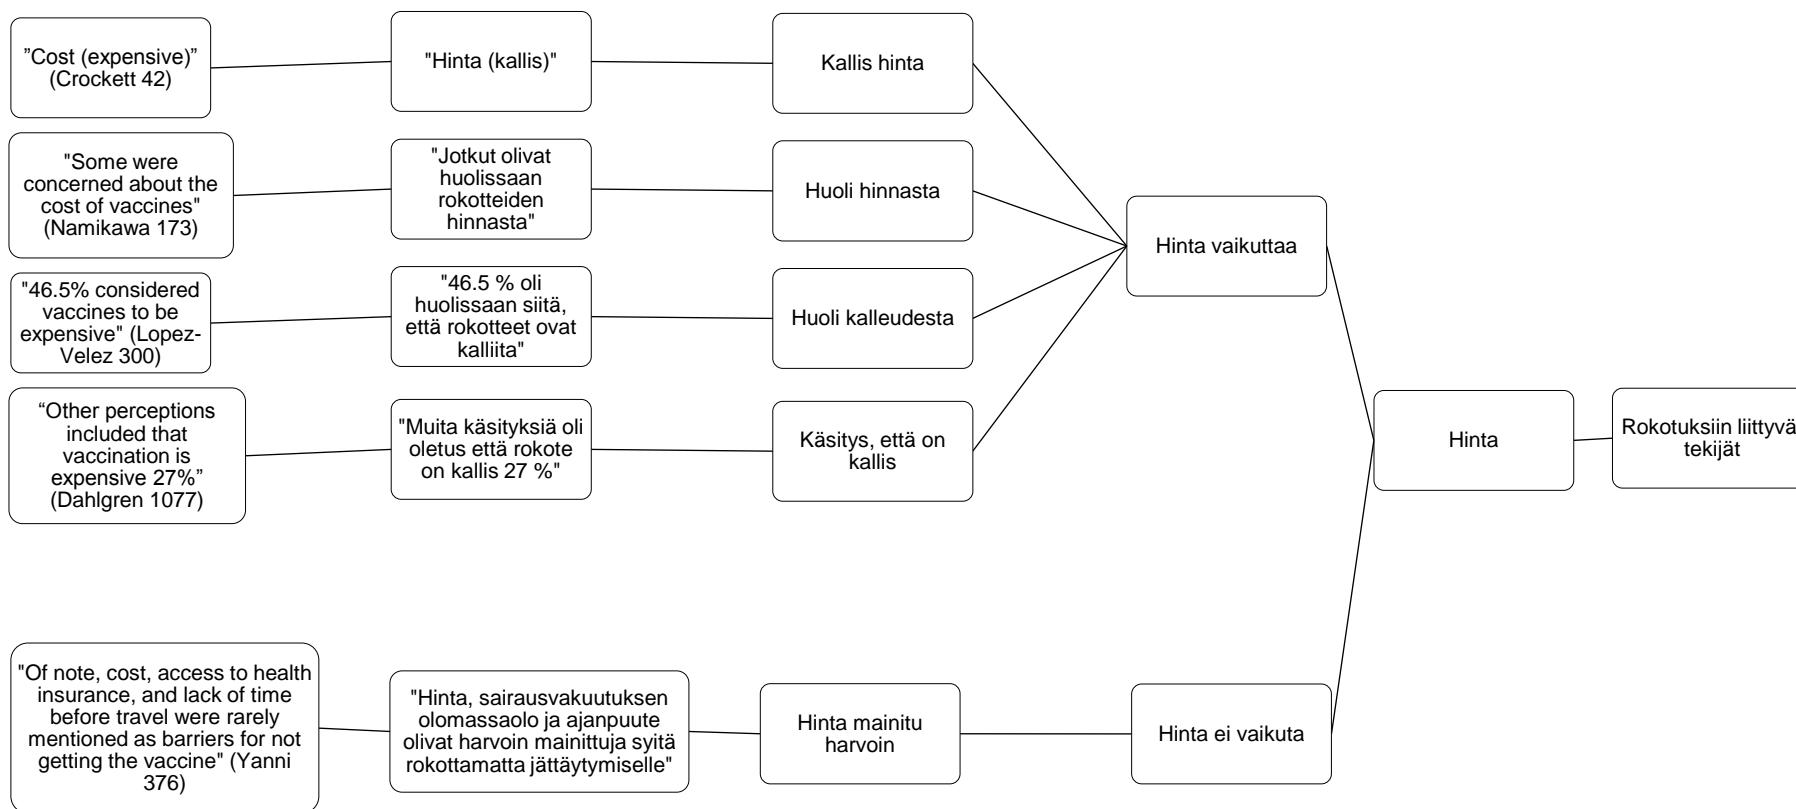 ”Cost (expensive)”
(Crockett 42)
"Hinta (kallis)"
Kallis hinta
"Some were
concerned about the
cost of vaccines"
(Namikawa 173)
"Jotkut olivat
huolissaan
rokotteiden
hinnasta"
Huoli hinnasta
"46.5% considered
vaccines to be
expensive" (Lopez-
Velez 300)
"46.5 % oli
huolissaan siitä,
että rokotteet ovat
kalliita"
Huoli kalleudesta
“Other perceptions
included that
vaccination is
expensive 27%”
(Dahlgren 1077)
"Muita käsityksiä oli
oletus että rokote
on kallis 27 %"
Käsitys, että on
kallis
Hinta vaikuttaa
Hinta
Rokotuksiin liittyvä
tekijät
"Of note, cost, access to health
insurance, and lack of time
before travel were rarely
mentioned as barriers for not
getting the vaccine" (Yanni
376)
"Hinta, sairausvakuutuksen
olomassaolo ja ajanpuute
olivat harvoin mainittuja syitä
rokottamatta jättäytymiselle"
Hinta mainitu
harvoin
Hinta ei vaikuta